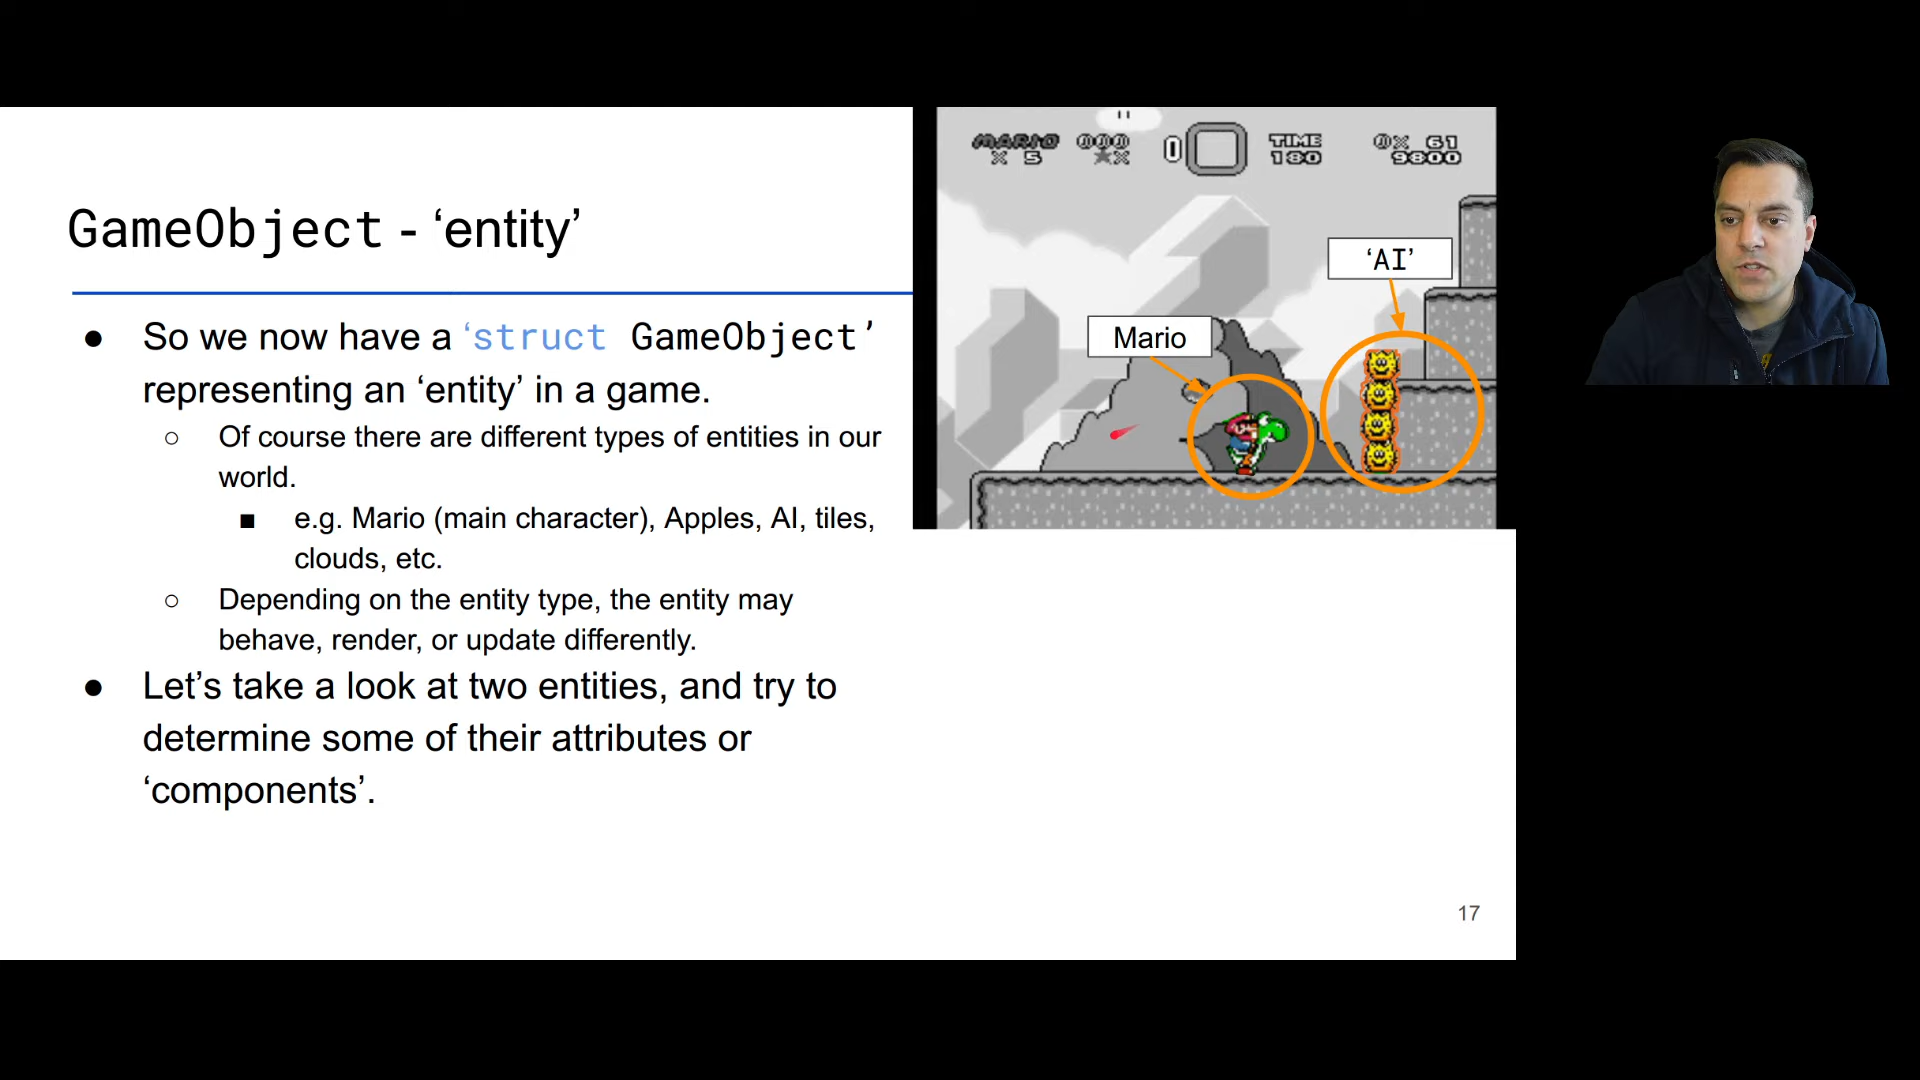 GameObject - ‘entity’
● So we now have a ‘struct GameObject’
representing an ‘entity’ in a game.
○ Of course there are different types of entities in our
world.
■ e.g. Mario (main character), Apples, AI, tiles,
clouds, etc.
○ Depending on the entity type, the entity may
behave, render, or update differently.
● Let’s take a look at two entities, and try to
determine some of their attributes or
‘components’.
MARIO
x 5
★x
0
TIME
180
x 61
9800
‘AI’
Mario
17